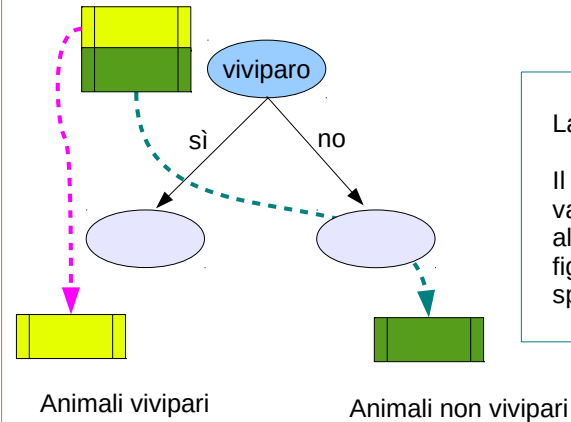 viviparo
sì
no
La
Il
va
al
fig
sp
Animali vivipari
Animali non vivipari